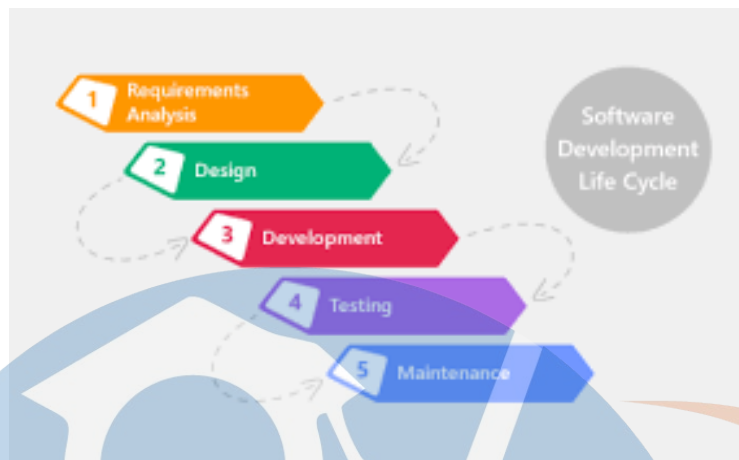 1 Requirements
Analysis
Software
Development
Life Cycle
2 Design
3 Development
4 Testing
5 Maintenance